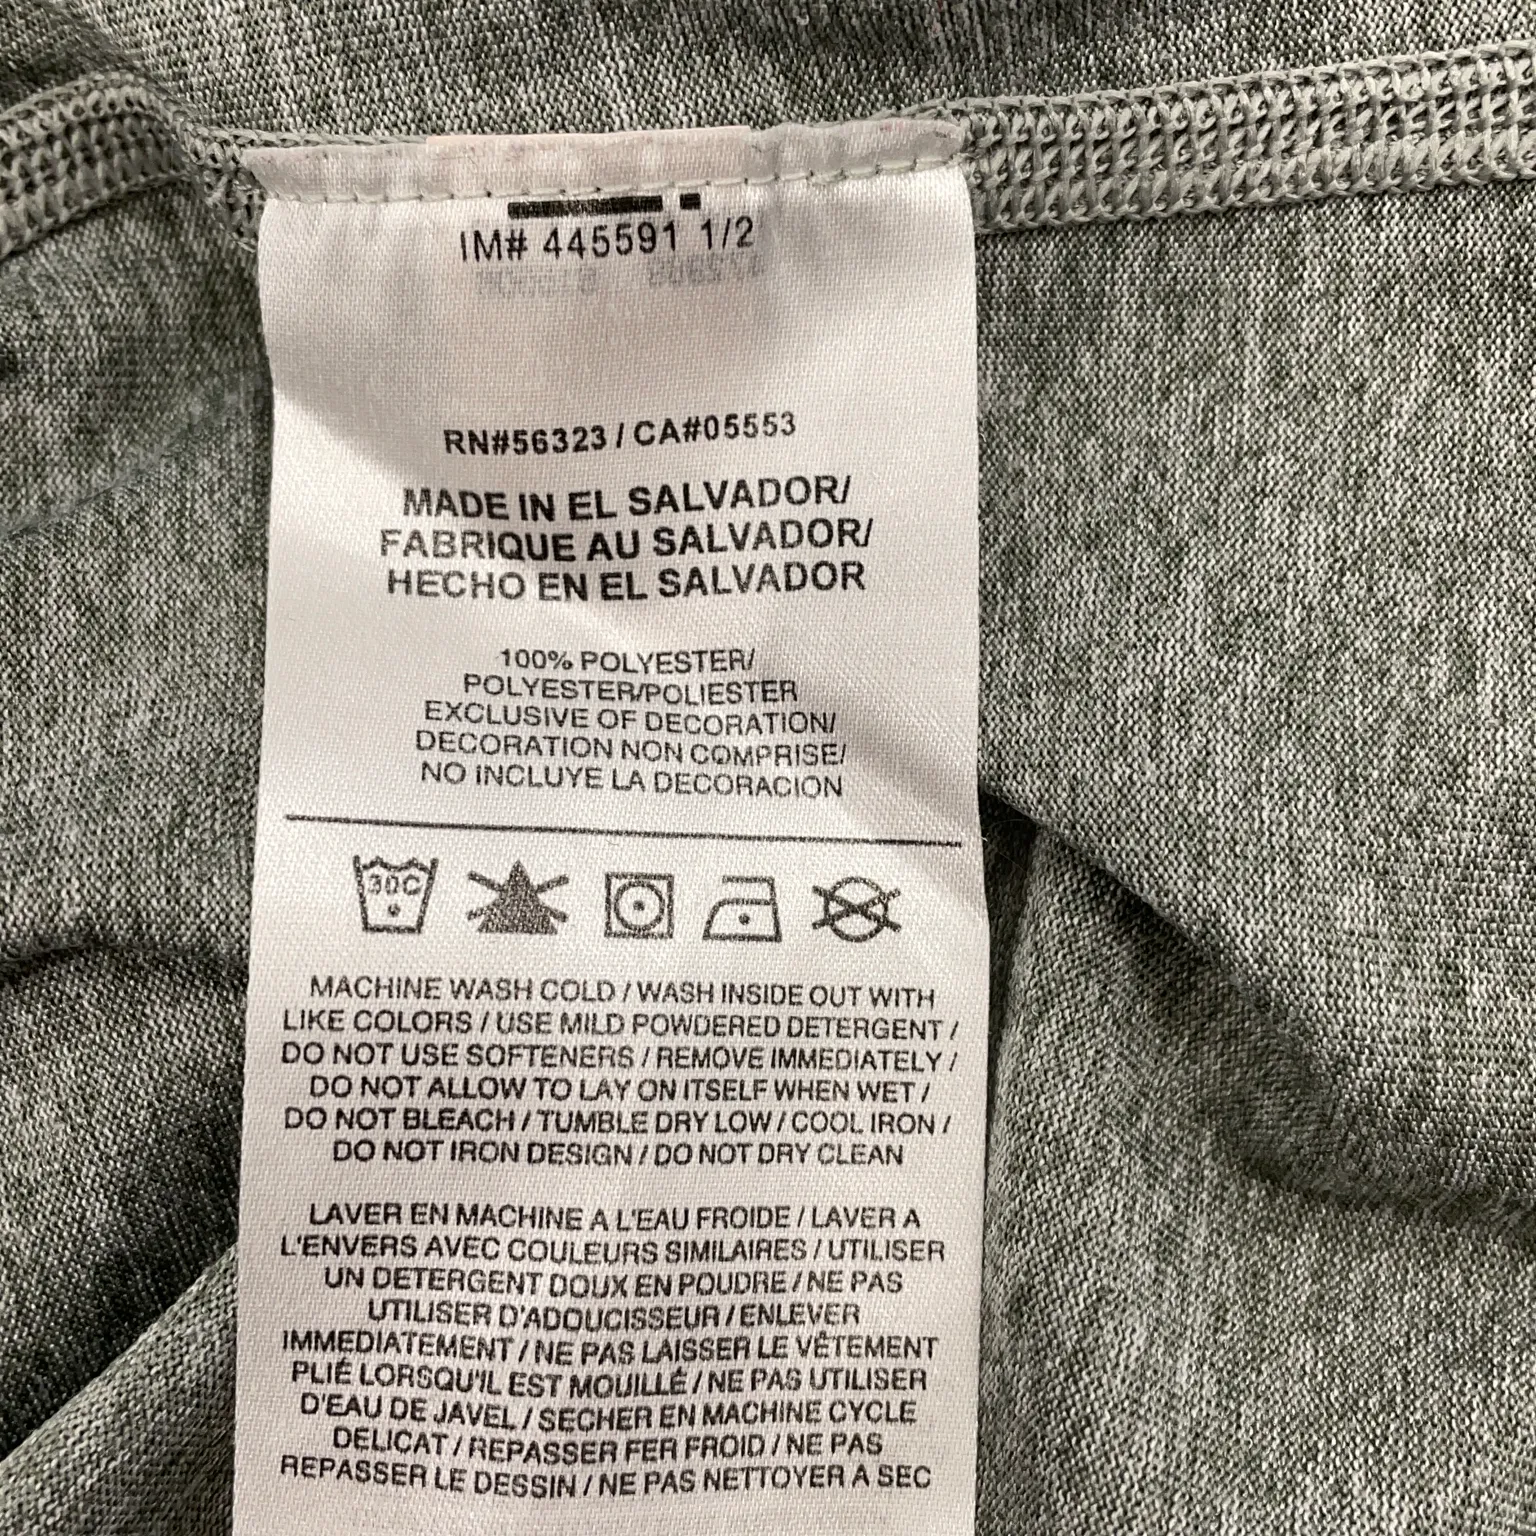 IM# 445591 1/2
RN#56323 / CA#05553
MADE IN EL SALVADOR/
FABRIQUE AU SALVADOR/
HECHO EN EL SALVADOR
100% POLYESTER/
POLYESTER/POLIESTER
EXCLUSIVE OF DECORATION/
DECORATION NON COMPRISE/
NO INCLUYE LA DECORACION
30C
MACHINE WASH COLD / WASH INSIDE OUT WITH
LIKE COLORS / USE MILD POWDERED DETERGENT /
DO NOT USE SOFTENERS / REMOVE IMMEDIATELY /
DO NOT ALLOW TO LAY ON ITSELF WHEN WET /
DO NOT BLEACH / TUMBLE DRY LOW / COOL IRON /
DO NOT IRON DESIGN / DO NOT DRY CLEAN
LAVER EN MACHINE A L'EAU FROIDE / LAVER A
L'ENVERS AVEC COULEURS SIMILAIRES / UTILISER
UN DETERGENT DOUX EN POUDRE / NE PAS
UTILISER D'ADOUCISSEUR / ENLEVER
IMMEDIATEMENT / NE PAS LAISSER LE VÊTEMENT
PLIÉ LORSQU'IL EST MOUILLÉ / NE PAS UTILISER
D'EAU DE JAVEL / SECHER EN MACHINE CYCLE
DELICAT / REPASSER FER FROID / NE PAS
REPASSER LE DESSIN / NE PAS NETTOYER A SEC